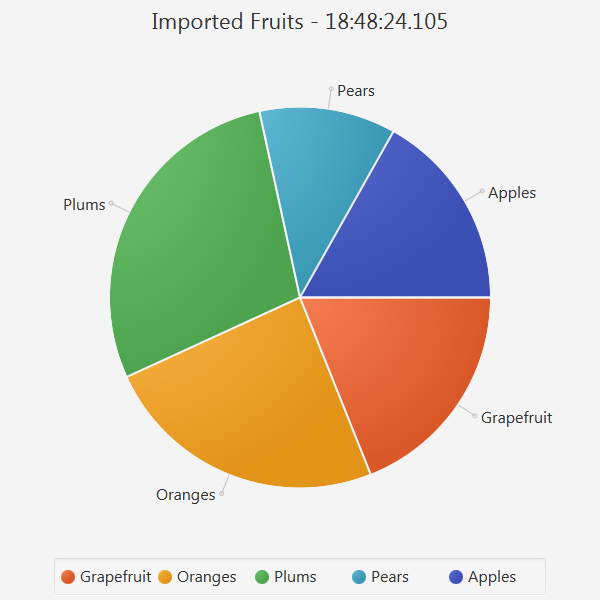 Imported Fruits - 18:48:24.105
Pears
Apples
Plums
Grapefruit
Oranges
Grapefruit Oranges Plums Pears Apples